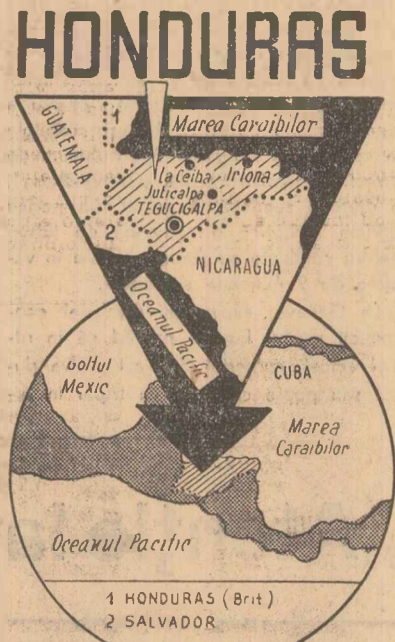 HONDURAS
GUATEMALA
1
Marea Caraibilor
La Ceiba
Iriona
Juticalpa
TEGUCIGALPA
2
NICARAGUA
Oceanul Pacific
Golful
Mexic
CUBA
Marea
Caraibilor
Oceanul Pacific
1 HONDURAS (Brit)
2 SALVADOR